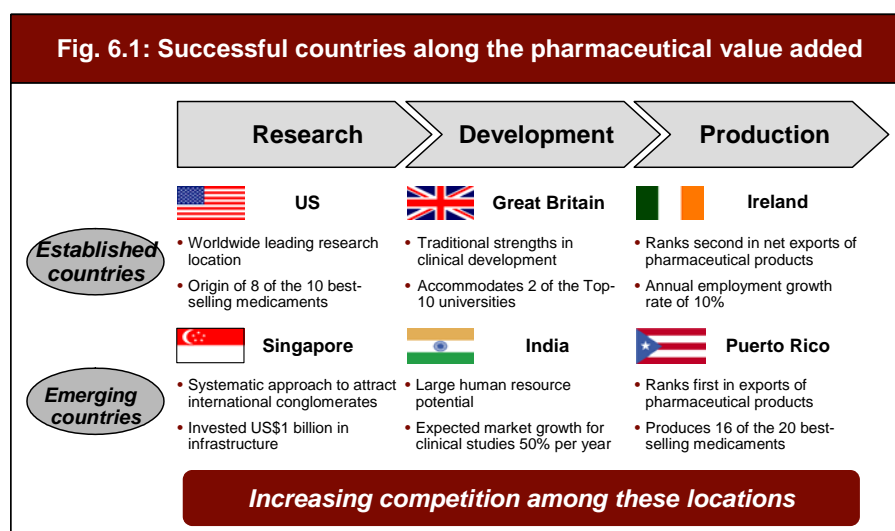 Fig. 6.1: Successful countries along the pharmaceutical value added
Research
Development
Production
Established
countries
US
• Worldwide leading research
location
• Origin of 8 of the 10 best-
selling medicaments
Great Britain
• Traditional strengths in
clinical development
• Accommodates 2 of the Top-
10 universities
Ireland
• Ranks second in net exports of
pharmaceutical products
• Annual employment growth
rate of 10%
Emerging
countries
Singapore
• Systematic approach to attract
international conglomerates
• Invested US$1 billion in
infrastructure
India
• Large human resource
potential
• Expected market growth for
clinical studies 50% per year
Puerto Rico
• Ranks first in exports of
pharmaceutical products
• Produces 16 of the 20 best-
selling medicaments
Increasing competition among these locations